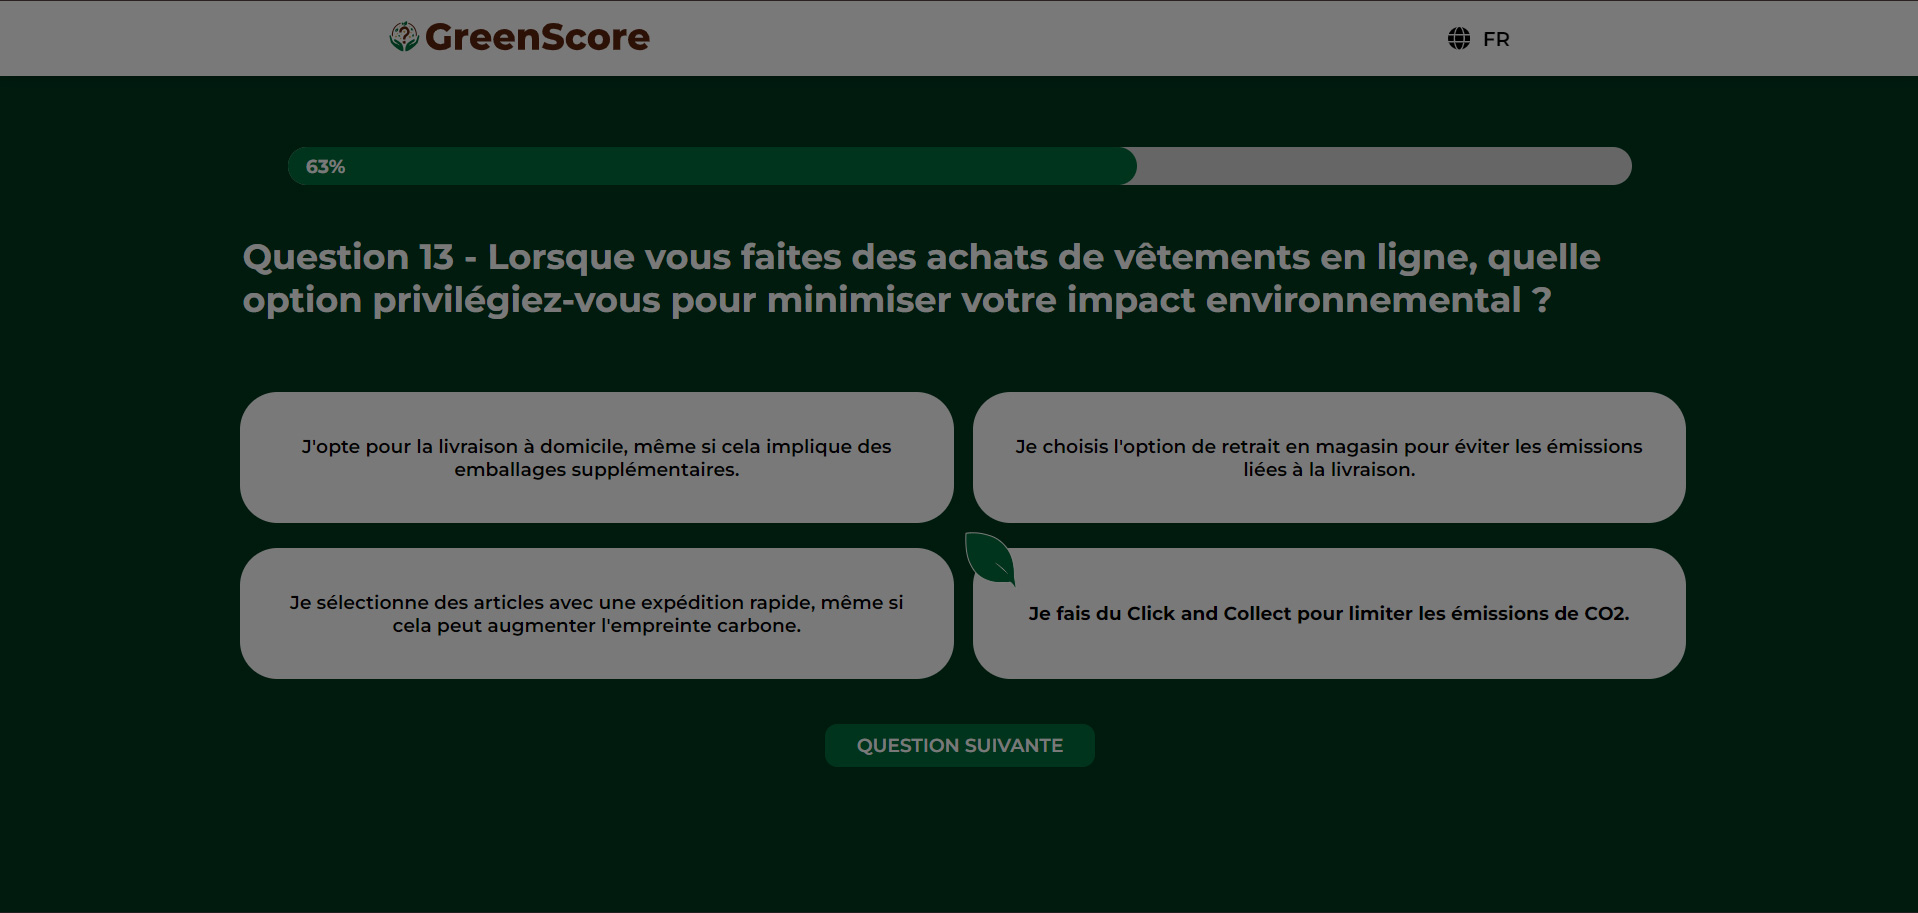 GreenScore
FR
63%
Question 13 - Lorsque vous faites des achats de vêtements en ligne, quelle
option privilégiez-vous pour minimiser votre impact environnemental ?
J'opte pour la livraison à domicile, même si cela implique des
emballages supplémentaires.
Je choisis l'option de retrait en magasin pour éviter les émissions
liées à la livraison.
Je sélectionne des articles avec une expédition rapide, même si
cela peut augmenter l'empreinte carbone.
Je fais du Click and Collect pour limiter les émissions de CO2.
QUESTION SUIVANTE